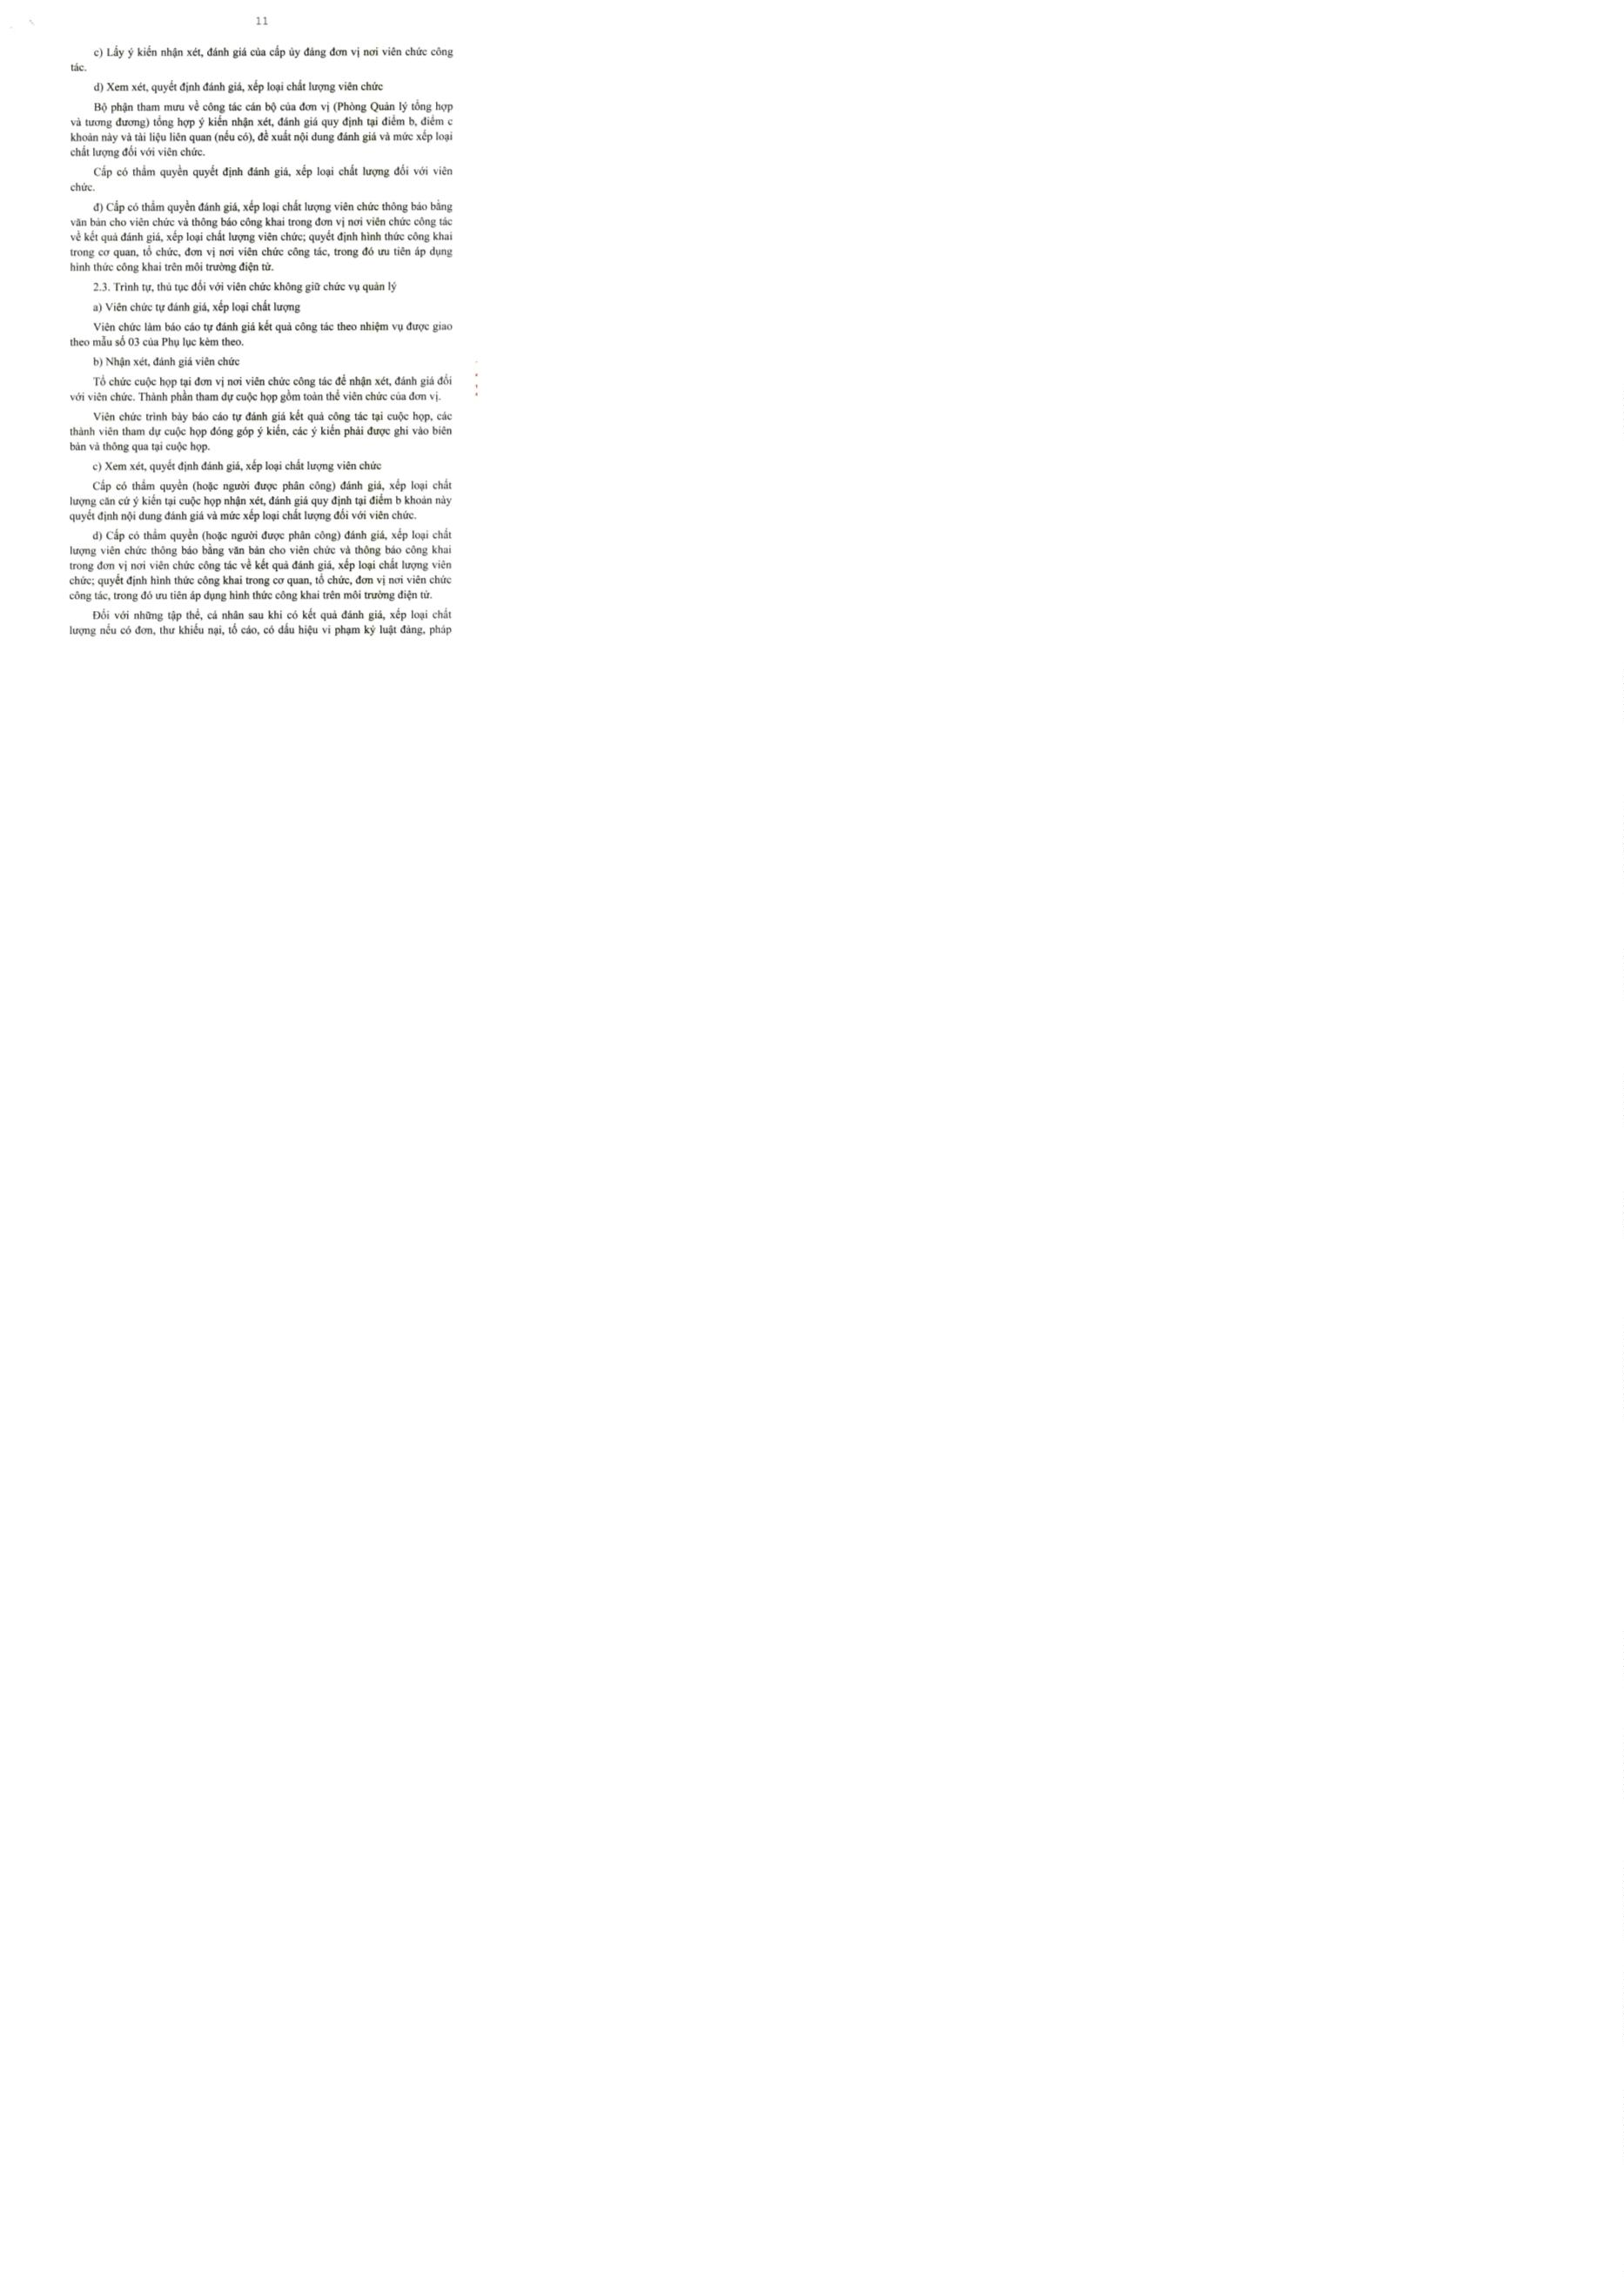 11
c) Lấy ý kiến nhận xét, đánh giá của cấp ủy đảng đơn vị nơi viên chức công
tác.
d) Xem xét, quyết định đánh giá, xếp loại chất lượng viên chức
Bộ phận tham mưu về công tác cán bộ của đơn vị (Phòng Quản lý tổng hợp
và tương đương) tổng hợp ý kiến nhận xét, đánh giá quy định tại điểm b, điểm c
khoản này và tài liệu liên quan (nếu có), đề xuất nội dung đánh giá và mức xếp loại
chất lượng đối với viên chức.
Cấp có thẩm quyền quyết định đánh giá, xếp loại chất lượng đối với viên
chức.
đ) Cấp có thẩm quyền đánh giá, xếp loại chất lượng viên chức thông báo bằng
văn bản cho viên chức và thông báo công khai trong đơn vị nơi viên chức công tác
về kết quả đánh giá, xếp loại chất lượng viên chức; quyết định hình thức công khai
trong cơ quan, tổ chức, đơn vị nơi viên chức công tác, trong đó ưu tiên áp dụng
hình thức công khai trên môi trường điện tử.
2.3. Trình tự, thủ tục đối với viên chức không giữ chức vụ quản lý
a) Viên chức tự đánh giá, xếp loại chất lượng
Viên chức làm báo cáo tự đánh giá kết quả công tác theo nhiệm vụ được giao
theo mẫu số 03 của Phụ lục kèm theo.
b) Nhận xét, đánh giá viên chức
Tổ chức cuộc họp tại đơn vị nơi viên chức công tác để nhận xét, đánh giá đối
với viên chức. Thành phần tham dự cuộc họp gồm toàn thể viên chức của đơn vị.
Viên chức trình bày báo cáo tự đánh giá kết quả công tác tại cuộc họp, các
thành viên tham dự cuộc họp đóng góp ý kiến, các ý kiến phải được ghi vào biên
bản và thông qua tại cuộc họp.
c) Xem xét, quyết định đánh giá, xếp loại chất lượng viên chức
Cấp có thẩm quyền (hoặc người được phân công) đánh giá, xếp loại chất
lượng căn cứ ý kiến tại cuộc họp nhận xét, đánh giá quy định tại điểm b khoản này
quyết định nội dung đánh giá và mức xếp loại chất lượng đối với viên chức.
d) Cấp có thẩm quyền (hoặc người được phân công) đánh giá, xếp loại chất
lượng viên chức thông báo bằng văn bản cho viên chức và thông báo công khai
trong đơn vị nơi viên chức công tác về kết quả đánh giá, xếp loại chất lượng viên
chức; quyết định hình thức công khai trong cơ quan, tổ chức, đơn vị nơi viên chức
công tác, trong đó ưu tiên áp dụng hình thức công khai trên môi trường điện tử.
Đối với những tập thể, cá nhân sau khi có kết quả đánh giá, xếp loại chất
lượng nếu có đơn, thư khiếu nại, tố cáo, có dấu hiệu vi phạm kỷ luật đảng, pháp